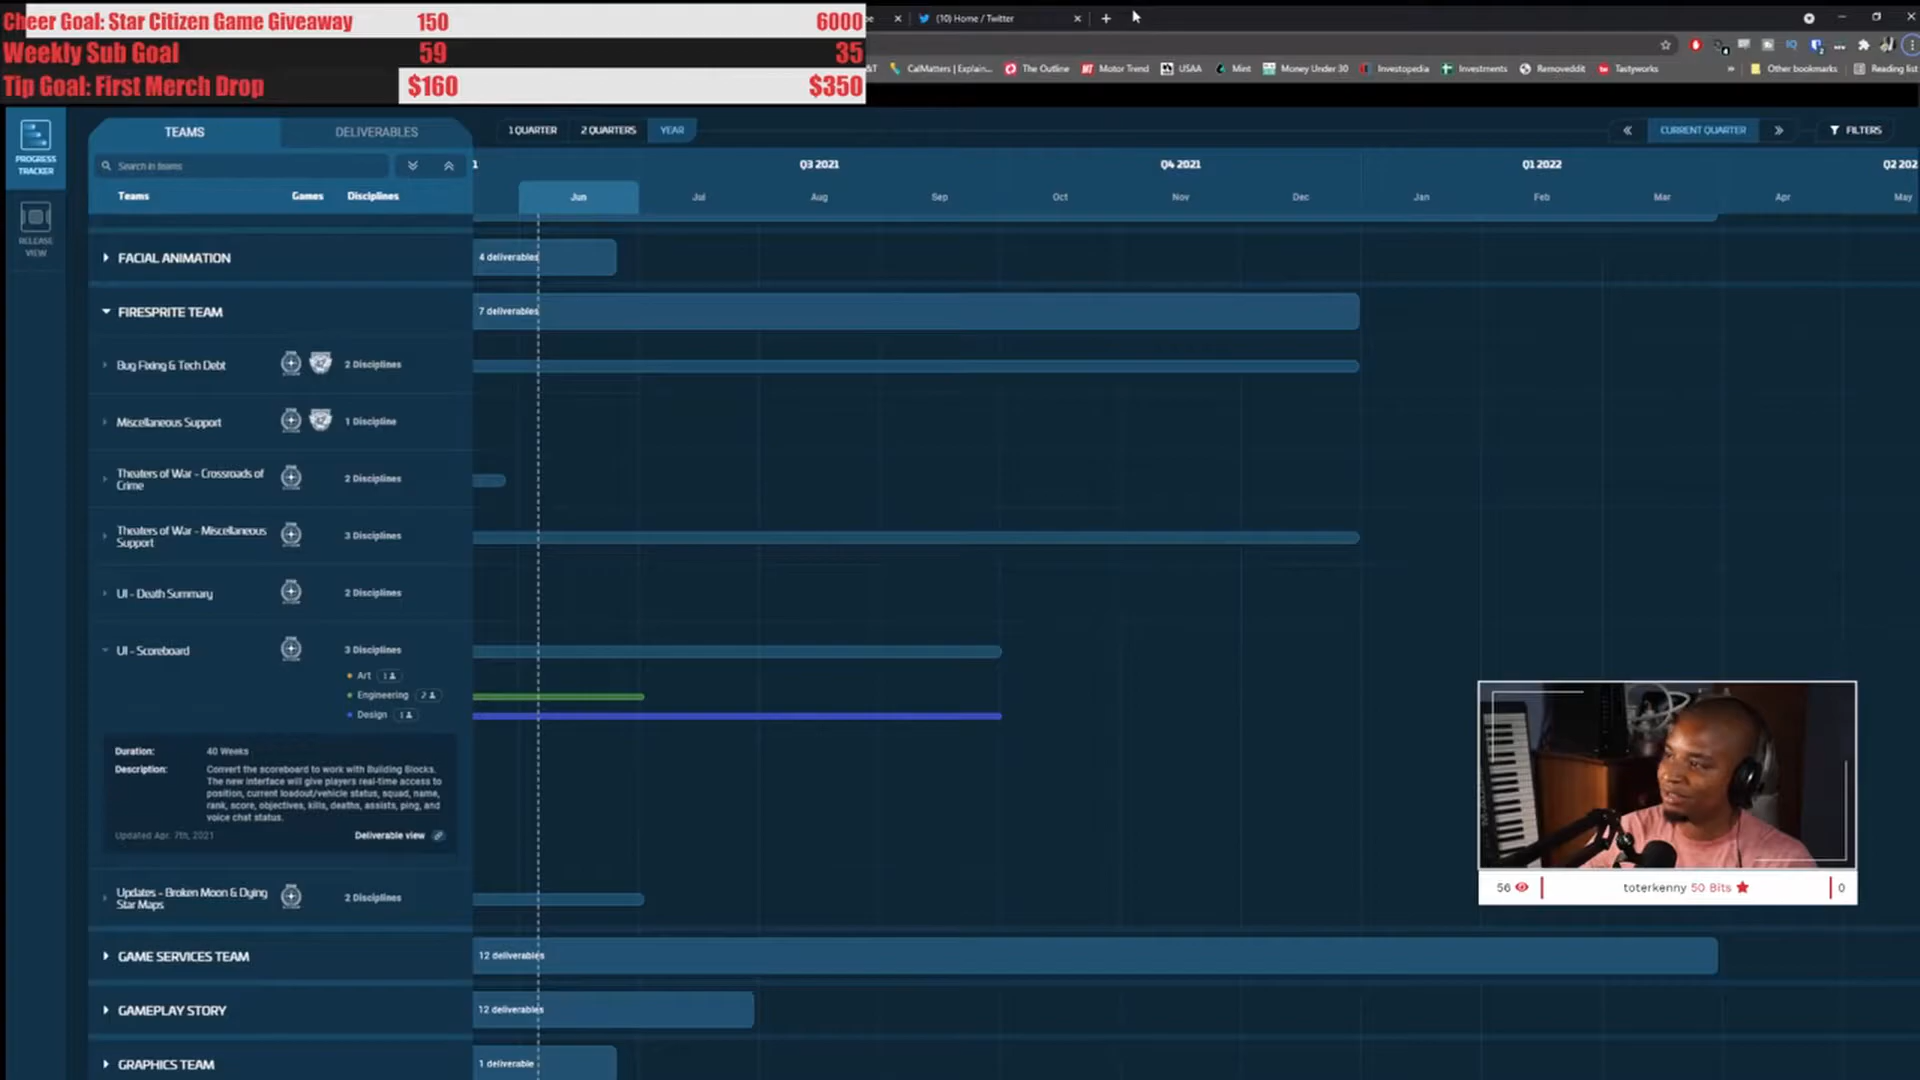 Cheer Goal: Star Citizen Game Giveaway 150 6000
Weekly Sub Goal 59 35
Tip Goal: First Merch Drop $160 $350
(10) Home / Twitter
CalMatters | Explain... The Outline Motor Trend USAA Mint Money Under 30 Investopedia Investments Removeddit Tastyworks » Other bookmarks Reading list
PROGRESS TRACKER
RELEASE VIEW
TEAMS DELIVERABLES
1 QUARTER 2 QUARTERS YEAR
CURRENT QUARTER FILTERS
Search in teams
Teams Games Disciplines
Q3 2021 Q4 2021 Q1 2022 Q2 202
Jun Jul Aug Sep Oct Nov Dec Jan Feb Mar Apr May
FACIAL ANIMATION 4 deliverables
FIRESPRITE TEAM 7 deliverables
Bug Fixing & Tech Debt 2 Disciplines
Miscellaneous Support 1 Discipline
Theaters of War - Crossroads of
Crime
2 Disciplines
Theaters of War - Miscellaneous
Support
3 Disciplines
UI - Death Summary 2 Disciplines
UI - Scoreboard 3 Disciplines
Art 1
Engineering 2
Design 1
Duration: 40 Weeks
Description: Convert the scoreboard to work with Building Blocks.
The new interface will give players real-time access to
position, current loadout/vehicle status, squad, name,
rank, score, objectives, kills, deaths, assists, ping, and
voice chat status.
Updated Apr. 7th, 2021 Deliverable view
Updates - Broken Moon & Dying
Star Maps
2 Disciplines
GAME SERVICES TEAM 12 deliverables
GAMEPLAY STORY 12 deliverables
GRAPHICS TEAM 1 deliverable
56 toterkenny 50 Bits 0